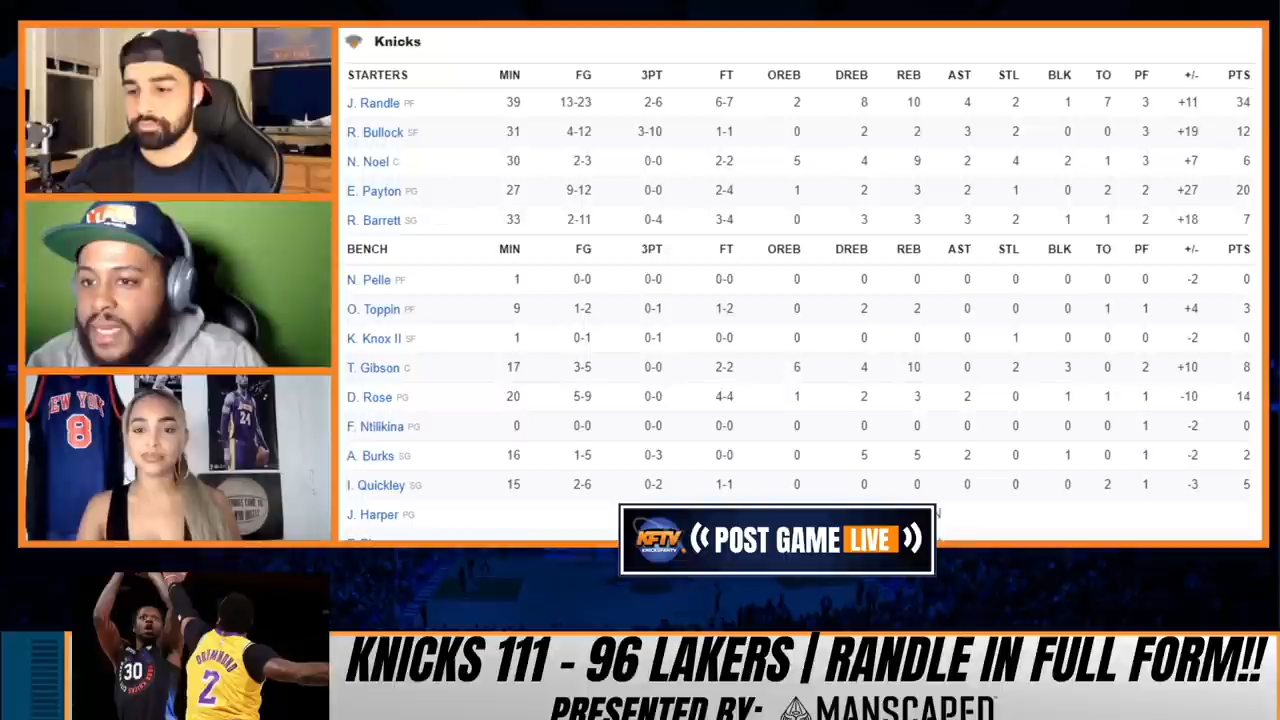 Knicks
STARTERS MIN FG 3PT FT OREB DREB REB AST STL BLK TO PF +/- PTS
J. Randle PF 39 13-23 2-6 6-7 2 8 10 4 2 1 7 3 +11 34
R. Bullock SF 31 4-12 3-10 1-1 0 2 2 3 2 0 0 3 +19 12
N. Noel C 30 2-3 0-0 2-2 5 4 9 2 4 2 1 3 +7 6
E. Payton PG 27 9-12 0-0 2-4 1 2 3 2 1 0 2 2 +27 20
R. Barrett SG 33 2-11 0-4 3-4 0 3 3 3 2 1 1 2 +18 7
BENCH MIN FG 3PT FT OREB DREB REB AST STL BLK TO PF +/- PTS
N. Pelle PF 1 0-0 0-0 0-0 0 0 0 0 0 0 0 0 -2 0
O. Toppin PF 9 1-2 0-1 1-2 0 2 2 0 0 0 1 1 +4 3
K. Knox II SF 1 0-1 0-1 0-0 0 0 0 0 1 0 0 0 -2 0
T. Gibson C 17 3-5 0-0 2-2 6 4 10 0 2 3 0 2 +10 8
D. Rose PG 20 5-9 0-0 4-4 1 2 3 2 0 1 1 1 -10 14
F. Ntilikina PG 0 0-0 0-0 0-0 0 0 0 0 0 0 0 1 -2 0
A. Burks SG 16 1-5 0-3 0-0 0 5 5 2 0 1 0 1 -2 2
I. Quickley SG 15 2-6 0-2 1-1 0 0 0 0 0 0 2 1 -3 5
J. Harper PG
NEW YORK
8
24
KFTV
KNICKSFANTV
POST GAME LIVE
30
DRUMMOND
2
KNICKS 111 - 96 LAKERS | RANDLE IN FULL FORM!!
PRESENTED BY: MANSCAPED